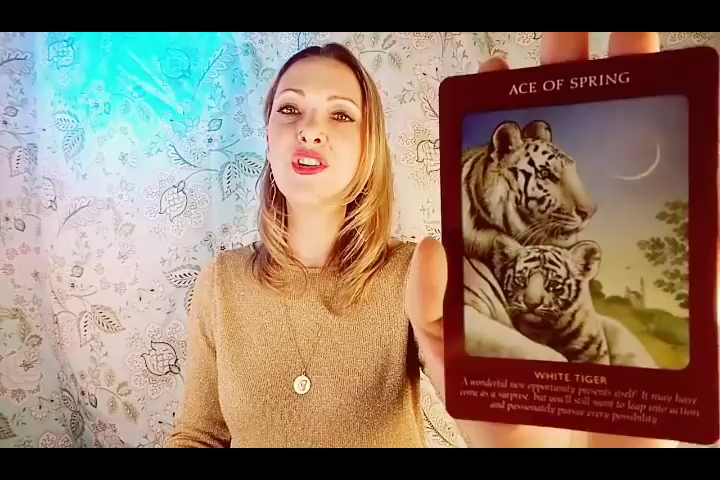 ACE OF SPRING
WHITE TIGER
A wonderful new opportunity presents itself. It may have
come as a surprise, but you'll still want to leap into action
and passionately pursue every possibility.